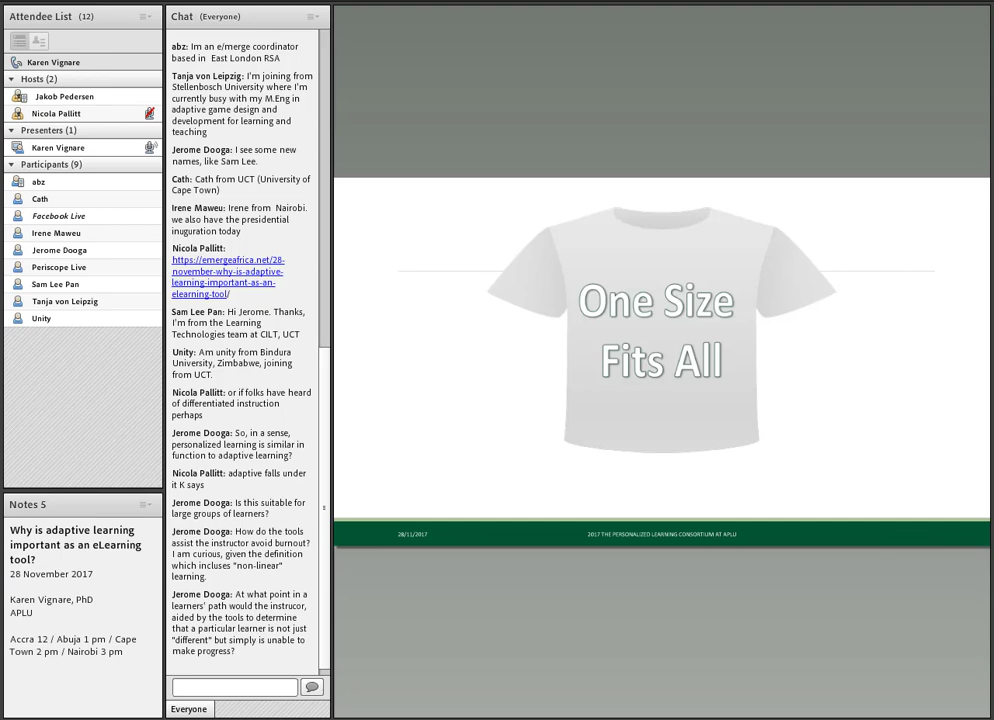 Attendee List (12)
Karen Vignare
Hosts (2)
Jakob Pedersen
Nicola Pallitt
Presenters (1)
Karen Vignare
Participants (9)
abz
Cath
Facebook Live
Irene Maweu
Jerome Dooga
Periscope Live
Sam Lee Pan
Tanja von Leipzig
Unity
Notes 5
Why is adaptive learning
important as an eLearning
tool?
28 November 2017
Karen Vignare, PhD
APLU
Accra 12 / Abuja 1 pm / Cape
Town 2 pm / Nairobi 3 pm
Chat (Everyone)
abz: Im an e/merge coordinator
based in East London RSA
Tanja von Leipzig: I'm joining from
Stellenbosch University where I'm
currently busy with my M.Eng in
adaptive game design and
development for learning and
teaching
Jerome Dooga: I see some new
names, like Sam Lee.
Cath: Cath from UCT (University of
Cape Town)
Irene Maweu: Irene from Nairobi.
we also have the presidential
inuguration today
Nicola Pallitt:
https://emergeafrica.net/28-
november-why-is-adaptive-
learning-important-as-an-
elearning-tool/
Sam Lee Pan: Hi Jerome. Thanks,
I'm from the Learning
Technologies team at CILT, UCT
Unity: Am unity from Bindura
University, Zimbabwe, joining
from UCT.
Nicola Pallitt: or if folks have heard
of differentiated instruction
perhaps
Jerome Dooga: So, in a sense,
personalized learning is similar in
function to adaptive learning?
Nicola Pallitt: adaptive falls under
it K says
Jerome Dooga: Is this suitable for
large groups of learners?
Jerome Dooga: How do the tools
assist the instructor avoid burnout?
I am curious, given the definition
which incluses "non-linear"
learning.
Jerome Dooga: At what point in a
learners' path would the instrucor,
aided by the tools to determine
that a particular learner is not just
"different" but simply is unable to
make progress?
Everyone
One Size
Fits All
28/11/2017
2017 THE PERSONALIZED LEARNING CONSORTIUM AT APLU